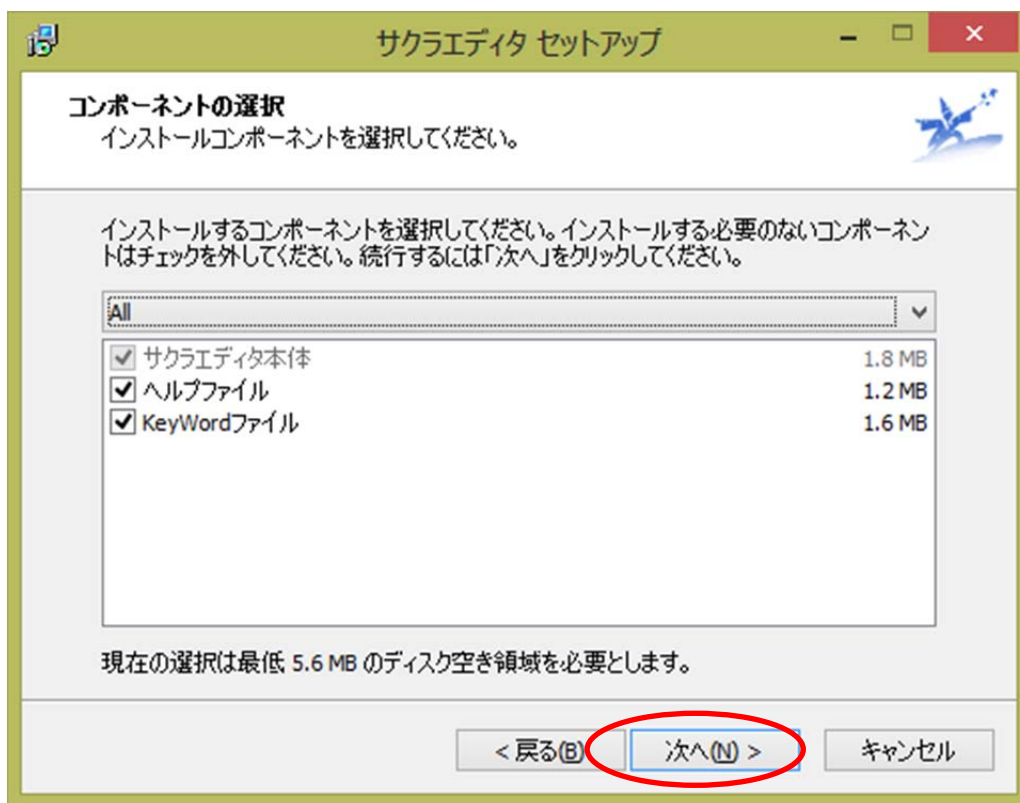 サクラエディタ セットアップ
コンポーネントの選択
インストールコンポーネントを選択してください。
インストールするコンポーネントを選択してください。インストールする必要のないコンポーネン
トはチェックを外してください。続行するには「次へ」をクリックしてください。
All
サクラエディタ本体 1.8 MB
ヘルプファイル 1.2 MB
KeyWordファイル 1.6 MB
現在の選択は最低 5.6 MB のディスク空き領域を必要とします。
< 戻る(B) 次へ(N) > キャンセル